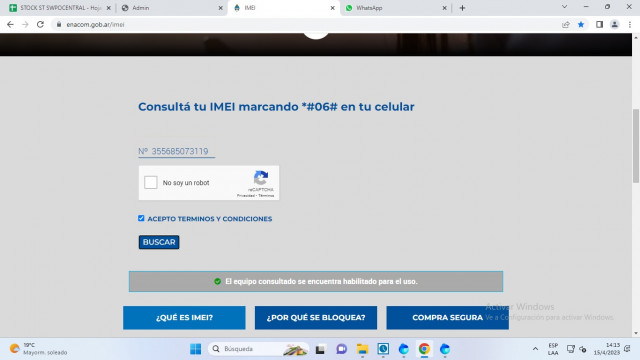 STOCK ST SWPOCENTRAL - Hoja
Admin
IMEI
WhatsApp
enacom.gob.ar/imei
Consultá tu IMEI marcando *#06# en tu celular
Nº 355685073119
No soy un robot
reCAPTCHA
Privacidad - Términos
ACEPTO TERMINOS Y CONDICIONES
BUSCAR
El equipo consultado se encuentra habilitado para el uso.
¿QUÉ ES IMEI?
¿POR QUÉ SE BLOQUEA?
COMPRA SEGURA
Activar Windows
Ve a Configuración para activar Windows.
19°C
Mayorm. soleado
Búsqueda
ESP
LAA
14:13
15/4/2023